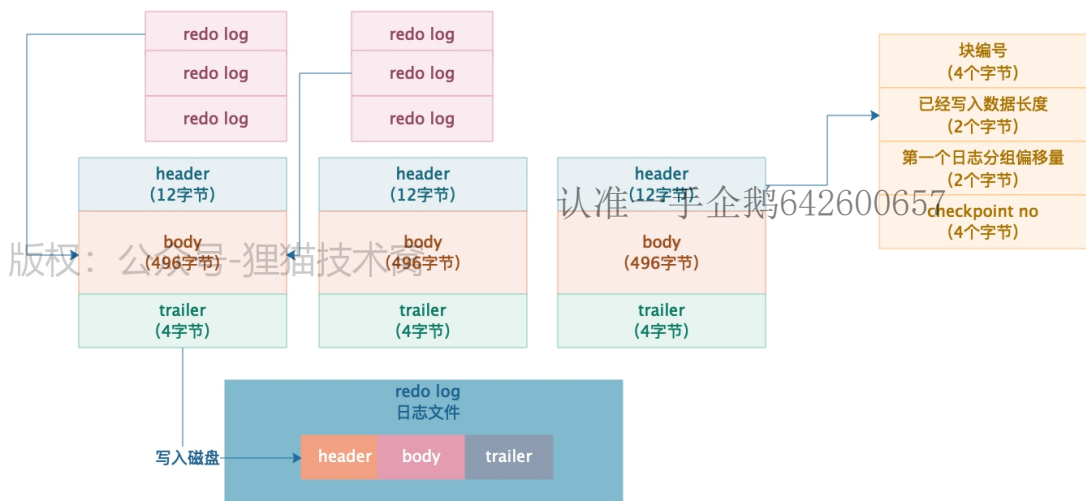 redo log
redo log
redo log
redo log
redo log
redo log
块编号
(4个字节)
已经写入数据长度
(2个字节)
第一个日志分组偏移量
(2个字节)
checkpoint no
(4个字节)
header
(12字节)
header
(12字节)
header
(12字节)
认准一手企鹅642600657
body
(496字节)
body
(496字节)
body
(496字节)
版权：公众号-狸猫技术窝
trailer
(4字节)
trailer
(4字节)
trailer
(4字节)
redo log
日志文件
写入磁盘
header
body
trailer